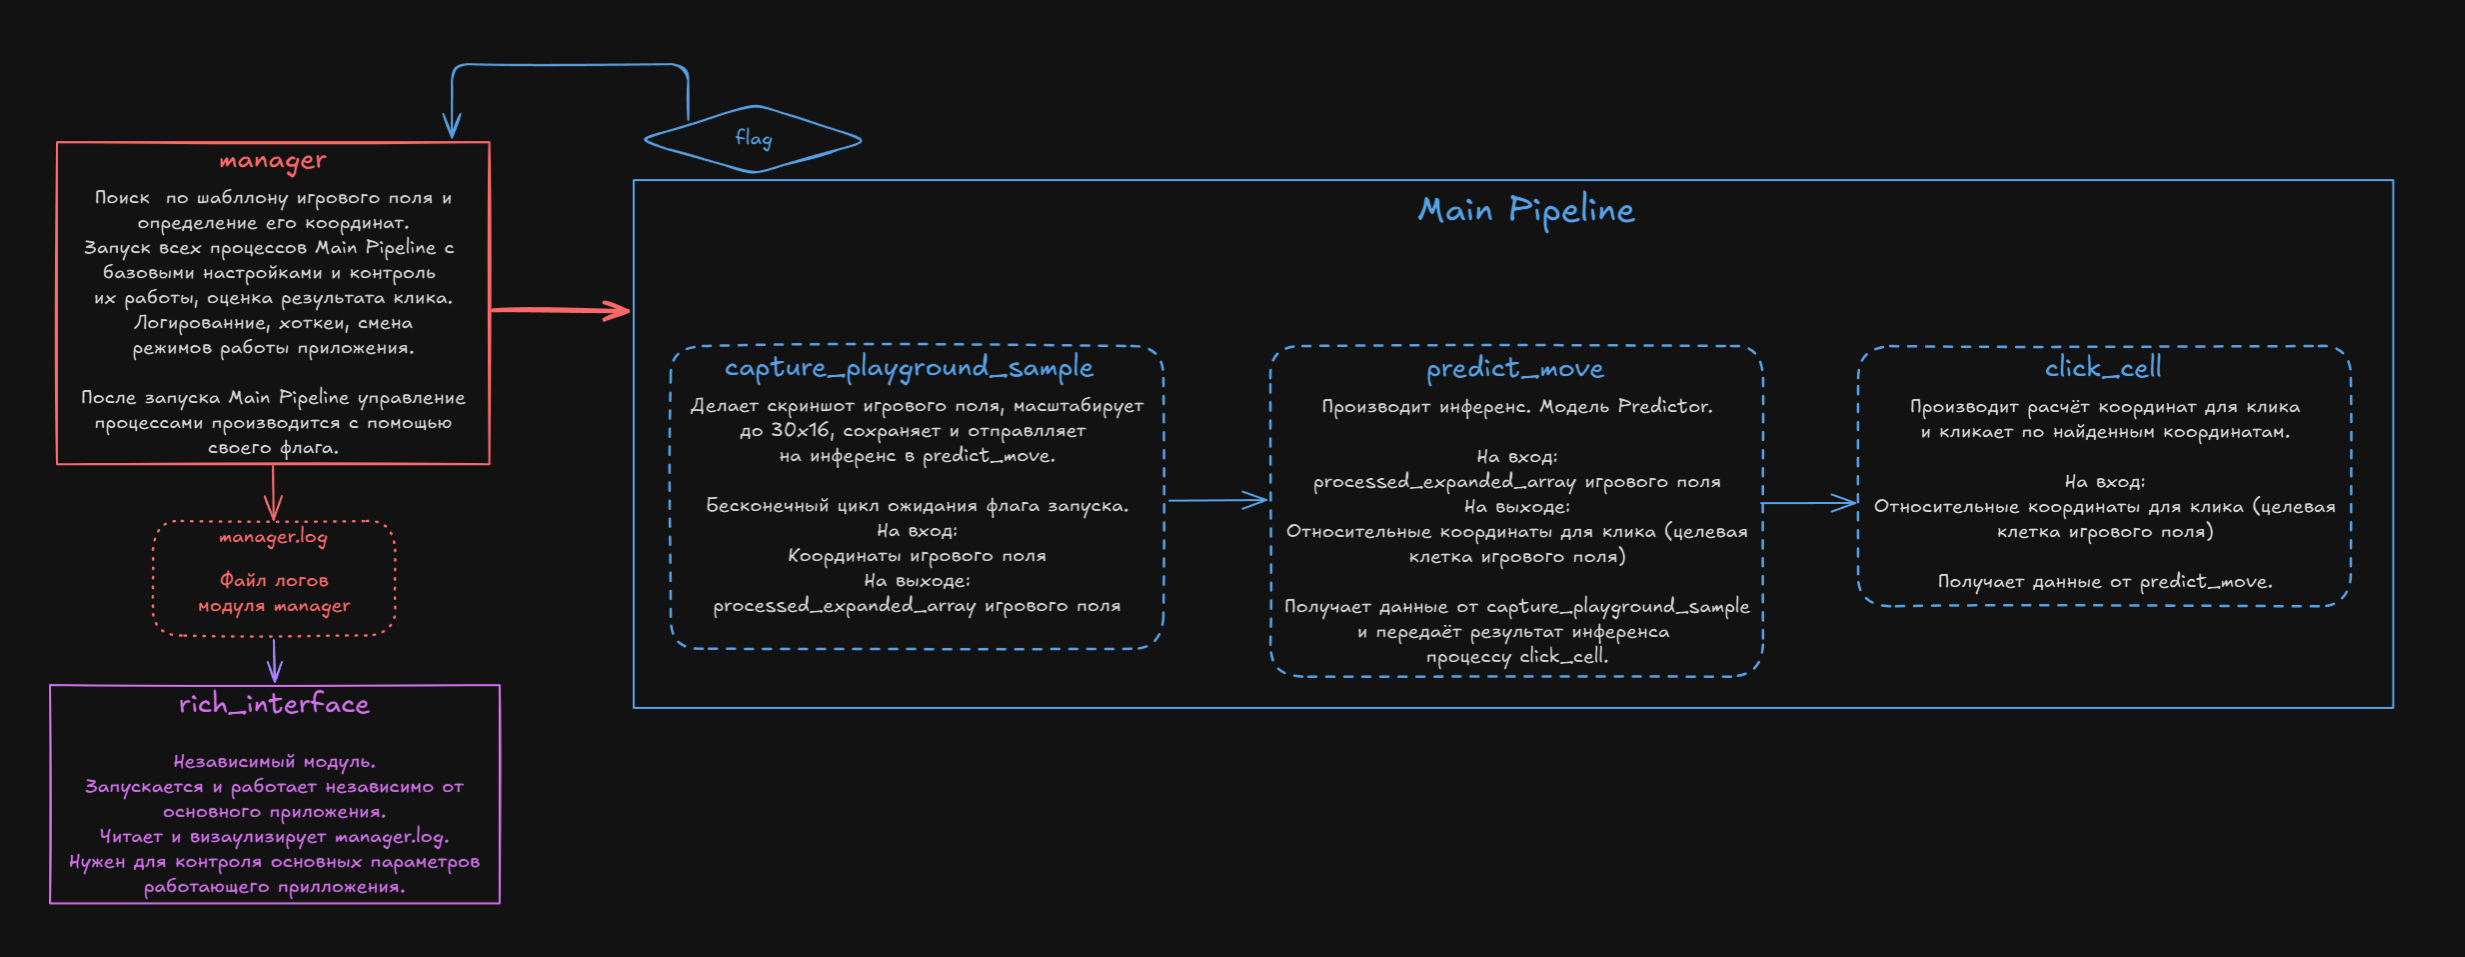 flag
manager
Поиск  по шабллону игрового поля и
определение его координат.
Запуск всех процессов Main Pipeline с
базовыми настройками и контроль
их работы, оценка результата клика.
Логированние, хоткеи, смена
режимов работы приложения.
После запуска Main Pipeline управление
процессами производится с помощью
своего флага.
manager.log
Файл логов
модуля manager
rich_interface
Независимый модуль.
Запускается и работает независимо от
основного приложения.
Читает и визаулизирует manager.log.
Нужен для контроля основных параметров
работающего прилложения.
Main Pipeline
capture_playground_sample
Делает скриншот игрового поля, масштабирует
до 30x16, сохраняет и отправлляет
на инференс в predict_move.
Бесконечный цикл ожидания флага запуска.
На вход:
Координаты игрового поля
На выходе:
processed_expanded_array игрового поля
predict_move
Производит инференс. Модель Predictor.
На вход:
processed_expanded_array игрового поля
На выходе:
Относительные координаты для клика (целевая
клетка игрового поля)
Получает данные от capture_playground_sample
и передаёт результат инференса
процессу click_cell.
click_cell
Производит расчёт координат для клика
и кликает по найденным координатам.
На вход:
Относительные координаты для клика (целевая
клетка игрового поля)
Получает данные от predict_move.